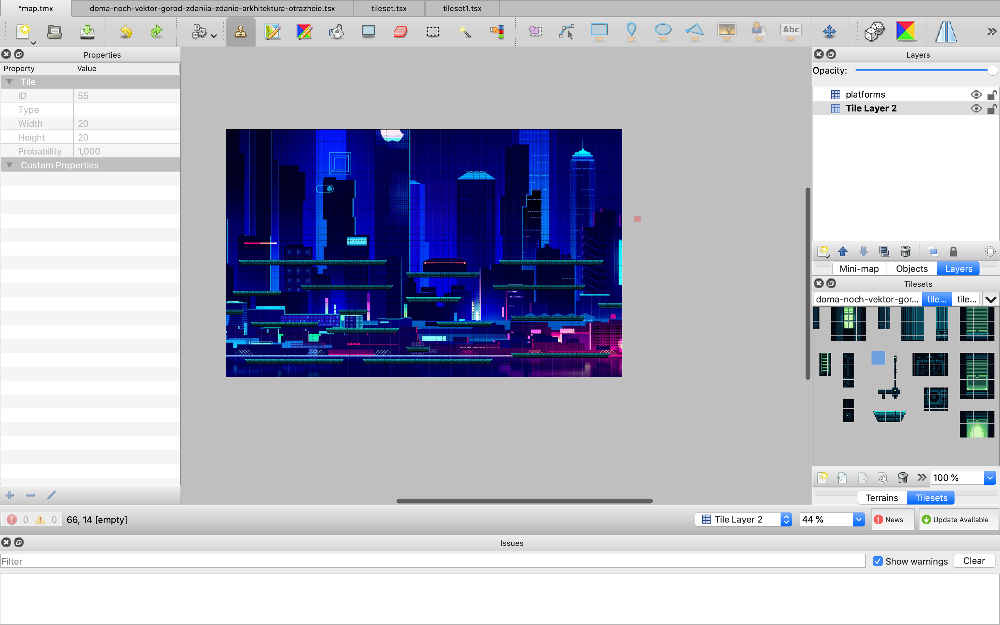 *map.tmx
doma-noch-vektor-gorod-zdaniia-zdanie-arkhitektura-otrazheie.tsx
tileset.tsx
tileset1.tsx
Abc
Properties
Property Value
Tile
ID 55
Type
Width 20
Height 20
Probability 1,000
Custom Properties
Layers
Opacity:
platforms
Tile Layer 2
Mini-map Objects Layers
Tilesets
doma-noch-vektor-gor... tile... tile...
100 %
Terrains Tilesets
0 0 66, 14 [empty]
Tile Layer 2
44 %
News
Update Available
Issues
Filter
Show warnings
Clear